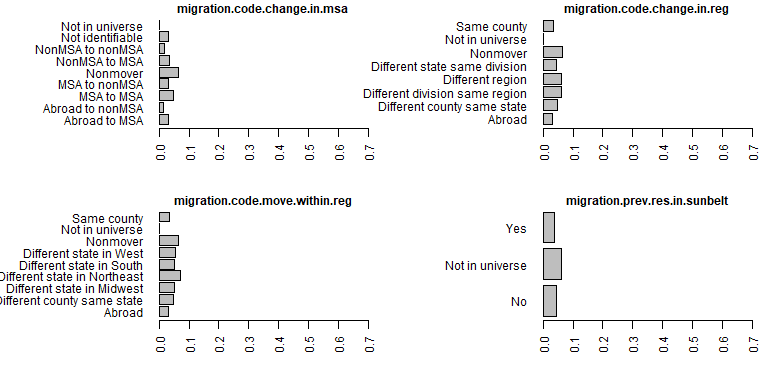 migration.code.change.in.msa
Not in universe
Not identifiable
NonMSA to nonMSA
NonMSA to MSA
Nonmover
MSA to nonMSA
MSA to MSA
Abroad to nonMSA
Abroad to MSA
0.0 0.1 0.2 0.3 0.4 0.5 0.6 0.7
migration.code.change.in.reg
Same county
Not in universe
Nonmover
Different state same division
Different region
Different division same region
Different county same state
Abroad
0.0 0.1 0.2 0.3 0.4 0.5 0.6 0.7
migration.code.move.within.reg
Same county
Not in universe
Nonmover
Different state in West
Different state in South
Different state in Northeast
Different state in Midwest
Different county same state
Abroad
0.0 0.1 0.2 0.3 0.4 0.5 0.6 0.7
migration.prev.res.in.sunbelt
Yes
Not in universe
No
0.0 0.1 0.2 0.3 0.4 0.5 0.6 0.7